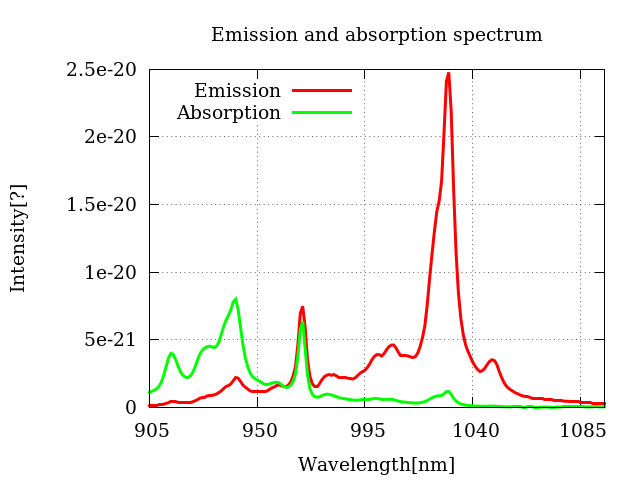 Emission and absorption spectrum
2.5e-20
2e-20
1.5e-20
1e-20
5e-21
0
Emission
Absorption
Intensity[?]
905 950 995 1040 1085
Wavelength[nm]